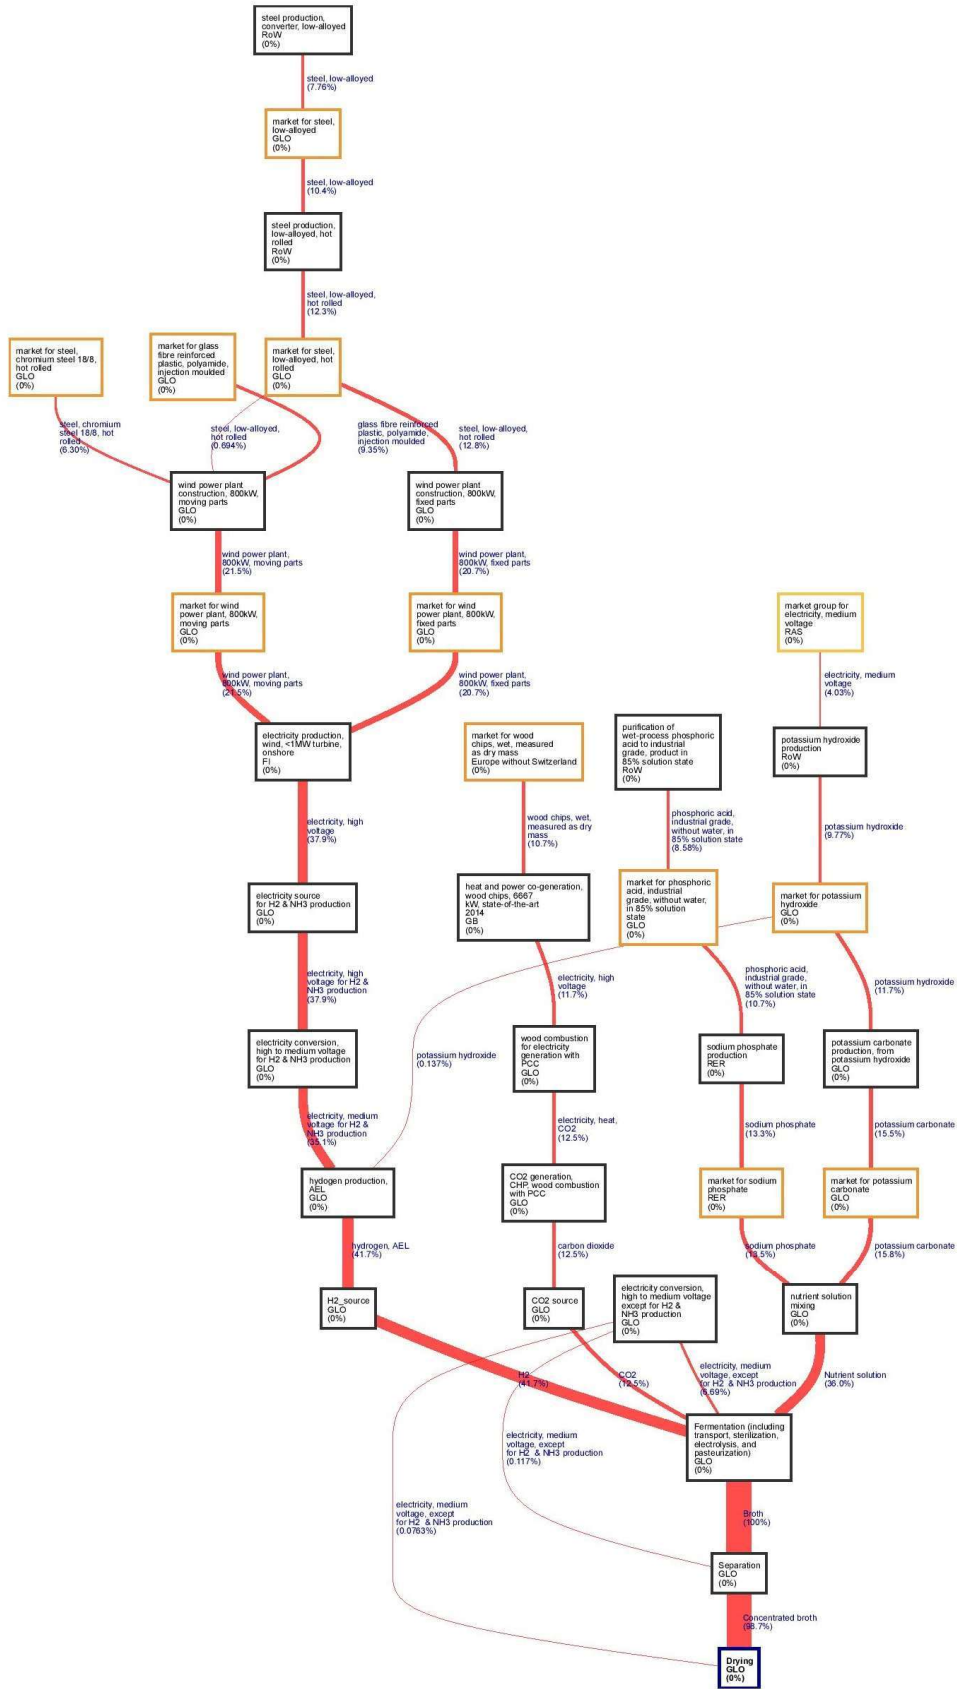 steel production,
converter, low-alloyed
RoW
(0%)
steel, low-alloyed
(7.76%)
market for steel,
low-alloyed
GLO
(0%)
steel, low-alloyed
(10.4%)
steel production,
low-alloyed, hot
rolled
RoW
(0%)
steel, low-alloyed,
hot rolled
(12.3%)
market for steel,
chromium steel 18/8,
hot rolled
GLO
(0%)
market for glass
fibre reinforced
plastic, polyamide,
injection moulded
GLO
(0%)
market for steel,
low-alloyed, hot
rolled
GLO
(0%)
steel, chromium
steel 18/8, hot
rolled
(6.30%)
steel, low-alloyed,
hot rolled
(0.694%)
glass fibre reinforced
plastic, polyamide,
injection moulded
(9.35%)
steel, low-alloyed,
hot rolled
(12.8%)
wind power plant
construction, 800kW,
moving parts
GLO
(0%)
wind power plant
construction, 800kW,
fixed parts
GLO
(0%)
wind power plant,
800kW, moving parts
(21.5%)
wind power plant,
800kW, fixed parts
(20.7%)
market for wind
power plant, 800kW,
moving parts
GLO
(0%)
market for wind
power plant, 800kW,
fixed parts
GLO
(0%)
market group for
electricity, medium
voltage
RAS
(0%)
wind power plant,
800kW, moving parts
(21.5%)
wind power plant,
800kW, fixed parts
(20.7%)
electricity, medium
voltage
(4.03%)
electricity production,
wind, <1MW turbine,
onshore
FI
(0%)
market for wood
chips, wet, measured
as dry mass
Europe without Switzerland
(0%)
purification of
wet-process phosphoric
acid to industrial
grade, product in
85% solution state
RoW
(0%)
potassium hydroxide
production
RoW
(0%)
electricity, high
voltage
(37.9%)
wood chips, wet,
measured as dry
mass
(10.7%)
phosphoric acid,
industrial grade,
without water, in
85% solution state
(8.58%)
potassium hydroxide
(9.77%)
electricity source
for H2 & NH3 production
GLO
(0%)
heat and power co-generation,
wood chips, 6667
kW, state-of-the-art
2014
GB
(0%)
market for phosphoric
acid, industrial
grade, without water,
in 85% solution
state
GLO
(0%)
market for potassium
hydroxide
GLO
(0%)
electricity, high
voltage for H2 &
NH3 production
(37.9%)
electricity, high
voltage
(11.7%)
phosphoric acid,
industrial grade,
without water, in
85% solution state
(10.7%)
potassium hydroxide
(11.7%)
electricity conversion,
high to medium voltage
for H2 & NH3 production
GLO
(0%)
potassium hydroxide
(0.137%)
wood combustion
for electricity
generation with
PCC
GLO
(0%)
sodium phosphate
production
RER
(0%)
potassium carbonate
production, from
potassium hydroxide
GLO
(0%)
electricity, medium
voltage for H2 &
NH3 production
(35.1%)
electricity, heat,
CO2
(12.5%)
sodium phosphate
(13.3%)
potassium carbonate
(15.5%)
hydogen production,
AEL
GLO
(0%)
CO2 generation,
CHP, wood combustion
with PCC
GLO
(0%)
market for sodium
phosphate
RER
(0%)
market for potassium
carbonate
GLO
(0%)
hydrogen, AEL
(41.7%)
carbon dioxide
(12.5%)
sodium phosphate
(13.5%)
potassium carbonate
(15.8%)
H2_source
GLO
(0%)
CO2 source
GLO
(0%)
electricity conversion,
high to medium voltage
except for H2 &
NH3 production
GLO
(0%)
nutrient solution
mixing
GLO
(0%)
H2
(41.7%)
CO2
(12.5%)
electricity, medium
voltage, except
for H2 & NH3 production
(6.69%)
Nutrient solution
(36.0%)
Fermentation (including
transport, sterilization,
electrolysis, and
pasteurization)
GLO
(0%)
electricity, medium
voltage, except
for H2 & NH3 production
(0.117%)
electricity, medium
voltage, except
for H2 & NH3 production
(0.0763%)
Broth
(100%)
Separation
GLO
(0%)
Concentrated broth
(98.7%)
Drying
GLO
(0%)